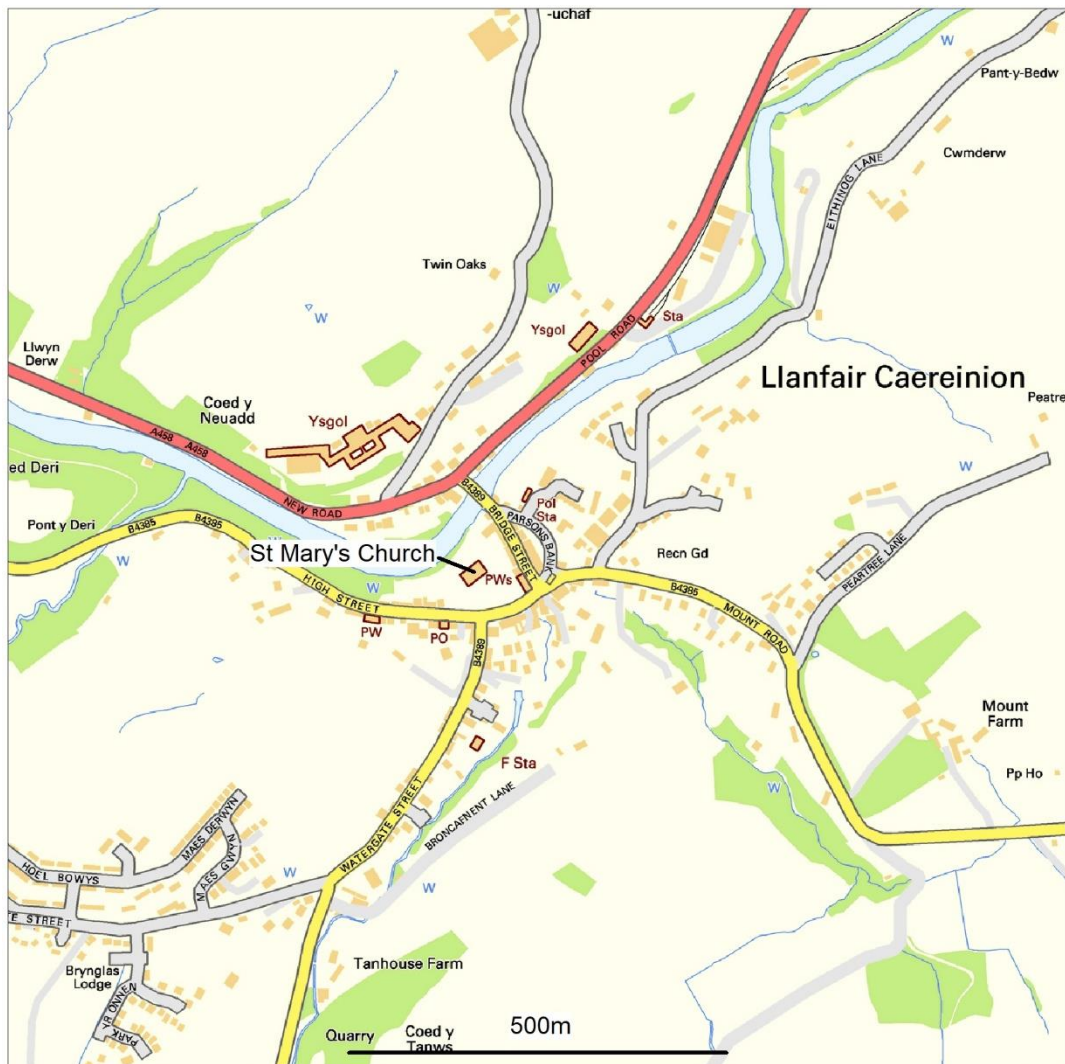 -uchaf
Pant-y-Bedw
W
Cwmderw
EITHINOG LANE
Twin Oaks
W
W
Ysgol
POOL ROAD
Sta
Llwyn
Derw
Llanfair Caereinion
Peatre
Coed y
Neuadd
Ysgol
A458 A458
NEW ROAD
ed Deri
W
B4389 BRIDGE STREET
Pol
Sta
PARSONS BANK
Pont y Deri
B4385 B4385
W
St Mary's Church
PWs
Recn Gd
PEARTREE LANE
W
HIGH STREET
B4385
MOUNT ROAD
PW
PO
B4389
W
Mount
Farm
F Sta
Pp Ho
W
BRONCAFNENT LANE
WATERGATE STREET
MAES DERWYN
MAES GWYN
HOEL BOWYS
W
W
TE STREET
Brynglas
Lodge
PARK YR ONNEN
Tanhouse Farm
Quarry
Coed y
Tanws
500m